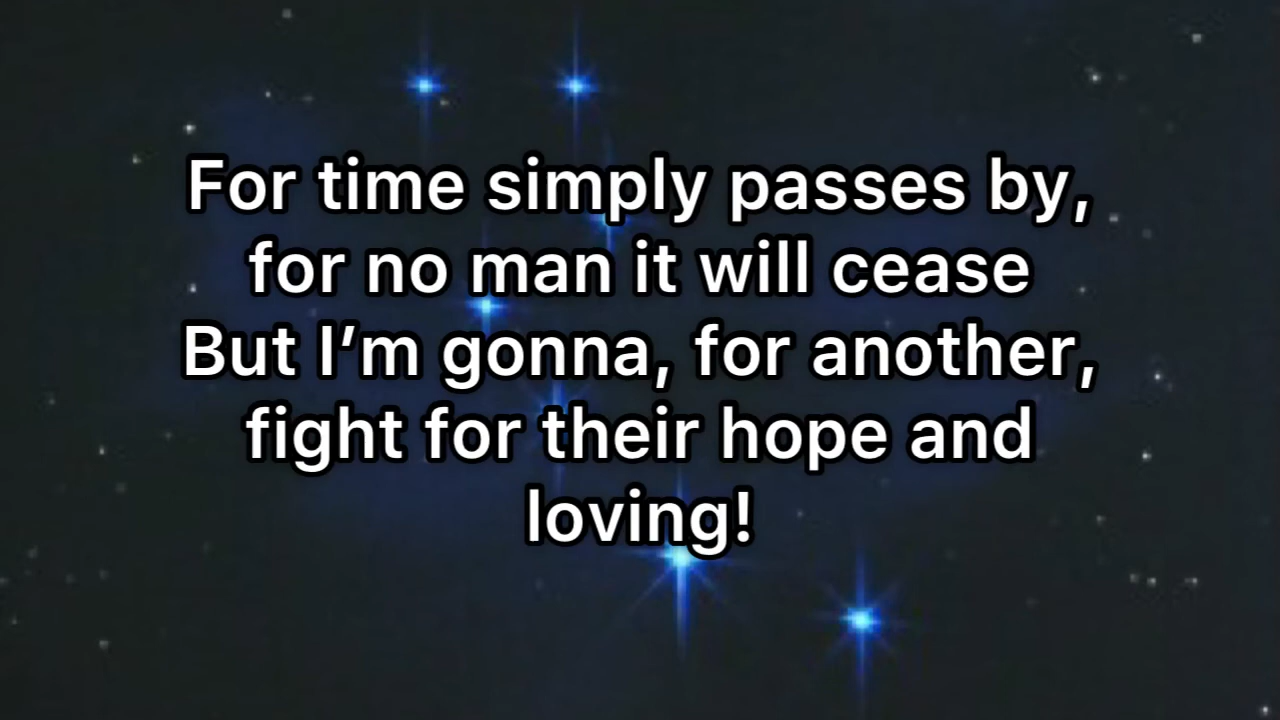 For time simply passes by,
for no man it will cease
But I’m gonna, for another,
fight for their hope and
loving!